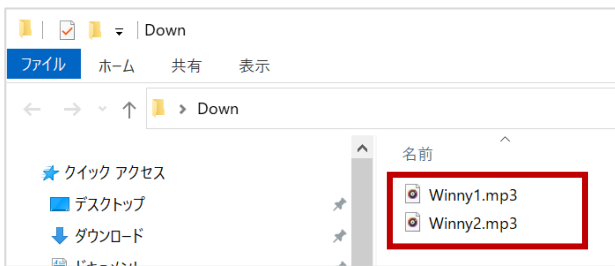 Down
ファイル ホーム 共有 表示
Down
名前
クイック アクセス
デスクトップ
ダウンロード
Winny1.mp3
Winny2.mp3